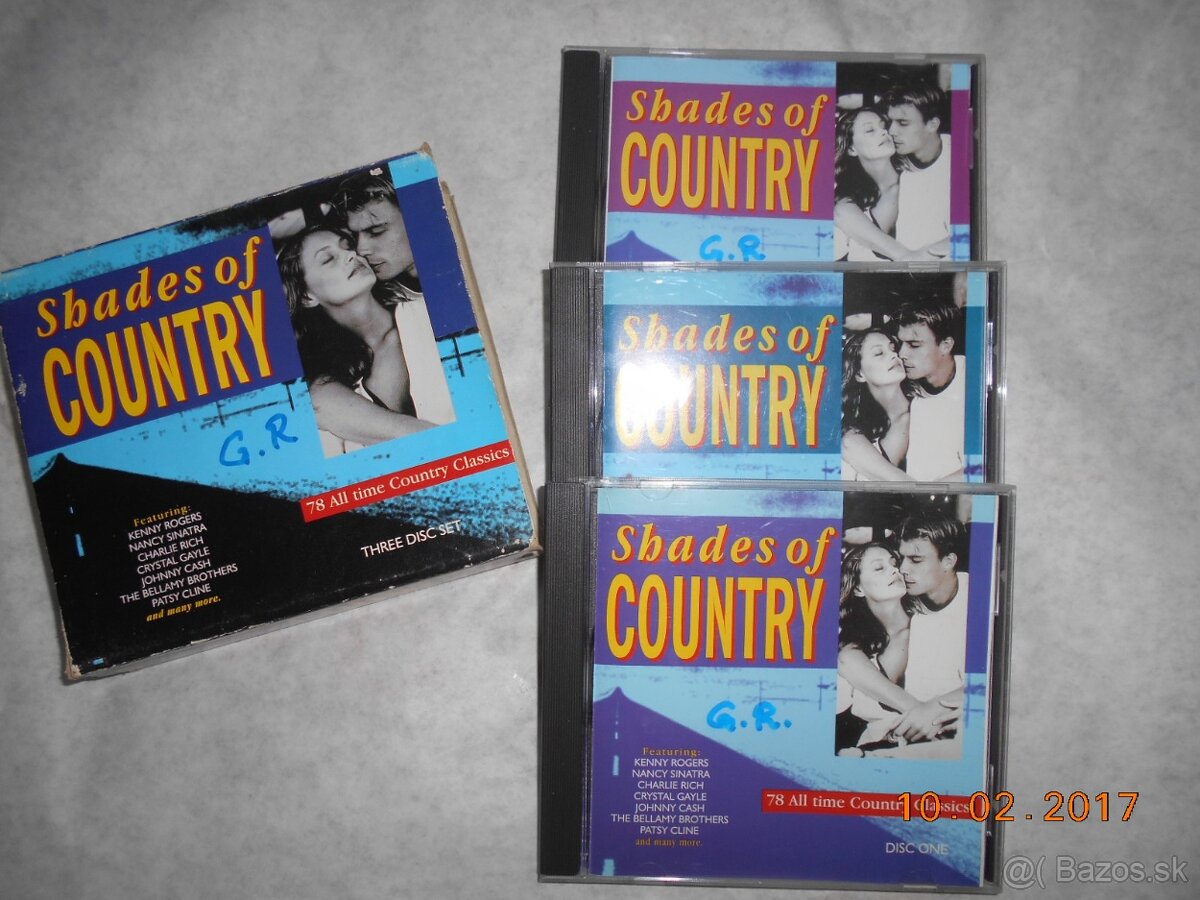 Shades of
COUNTRY
G.R
78 All time Country Classics
Featuring:
KENNY ROGERS
NANCY SINATRA
CHARLIE RICH
CRYSTAL GAYLE
JOHNNY CASH
THE BELLAMY BROTHERS
PATSY CLINE
and many more.
THREE DISC SET
Shades of
COUNTRY
G.R
Shades of
COUNTRY
Shades of
COUNTRY
G.R.
Featuring:
KENNY ROGERS
NANCY SINATRA
CHARLIE RICH
CRYSTAL GAYLE
JOHNNY CASH
THE BELLAMY BROTHERS
PATSY CLINE
and many more.
78 All time Country Classics
DISC ONE
10.02.2017
@( Bazos.sk